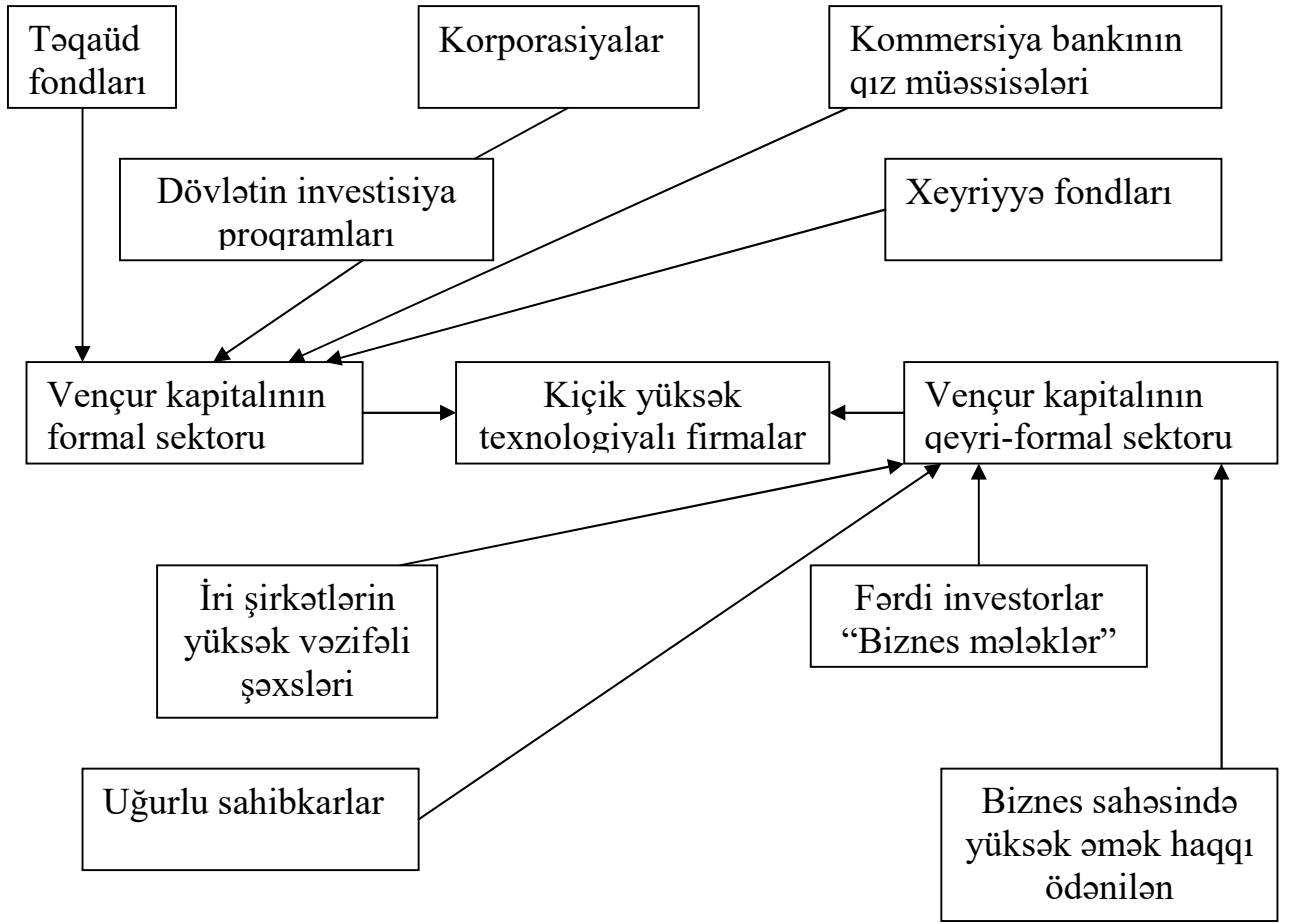 Təqaüd
fondları
Korporasiyalar
Kommersiya bankının
qız müəssisələri
Dövlətin investisiya
proqramları
Xeyriyyə fondları
Vençur kapitalının
formal sektoru
Kiçik yüksək
texnologiyalı firmalar
Vençur kapitalının
qeyri-formal sektoru
İri şirkətlərin
yüksək vəzifəli
şəxsləri
Fərdi investorlar
“Biznes mələklər”
Uğurlu sahibkarlar
Biznes sahəsində
yüksək əmək haqqı
ödənilən